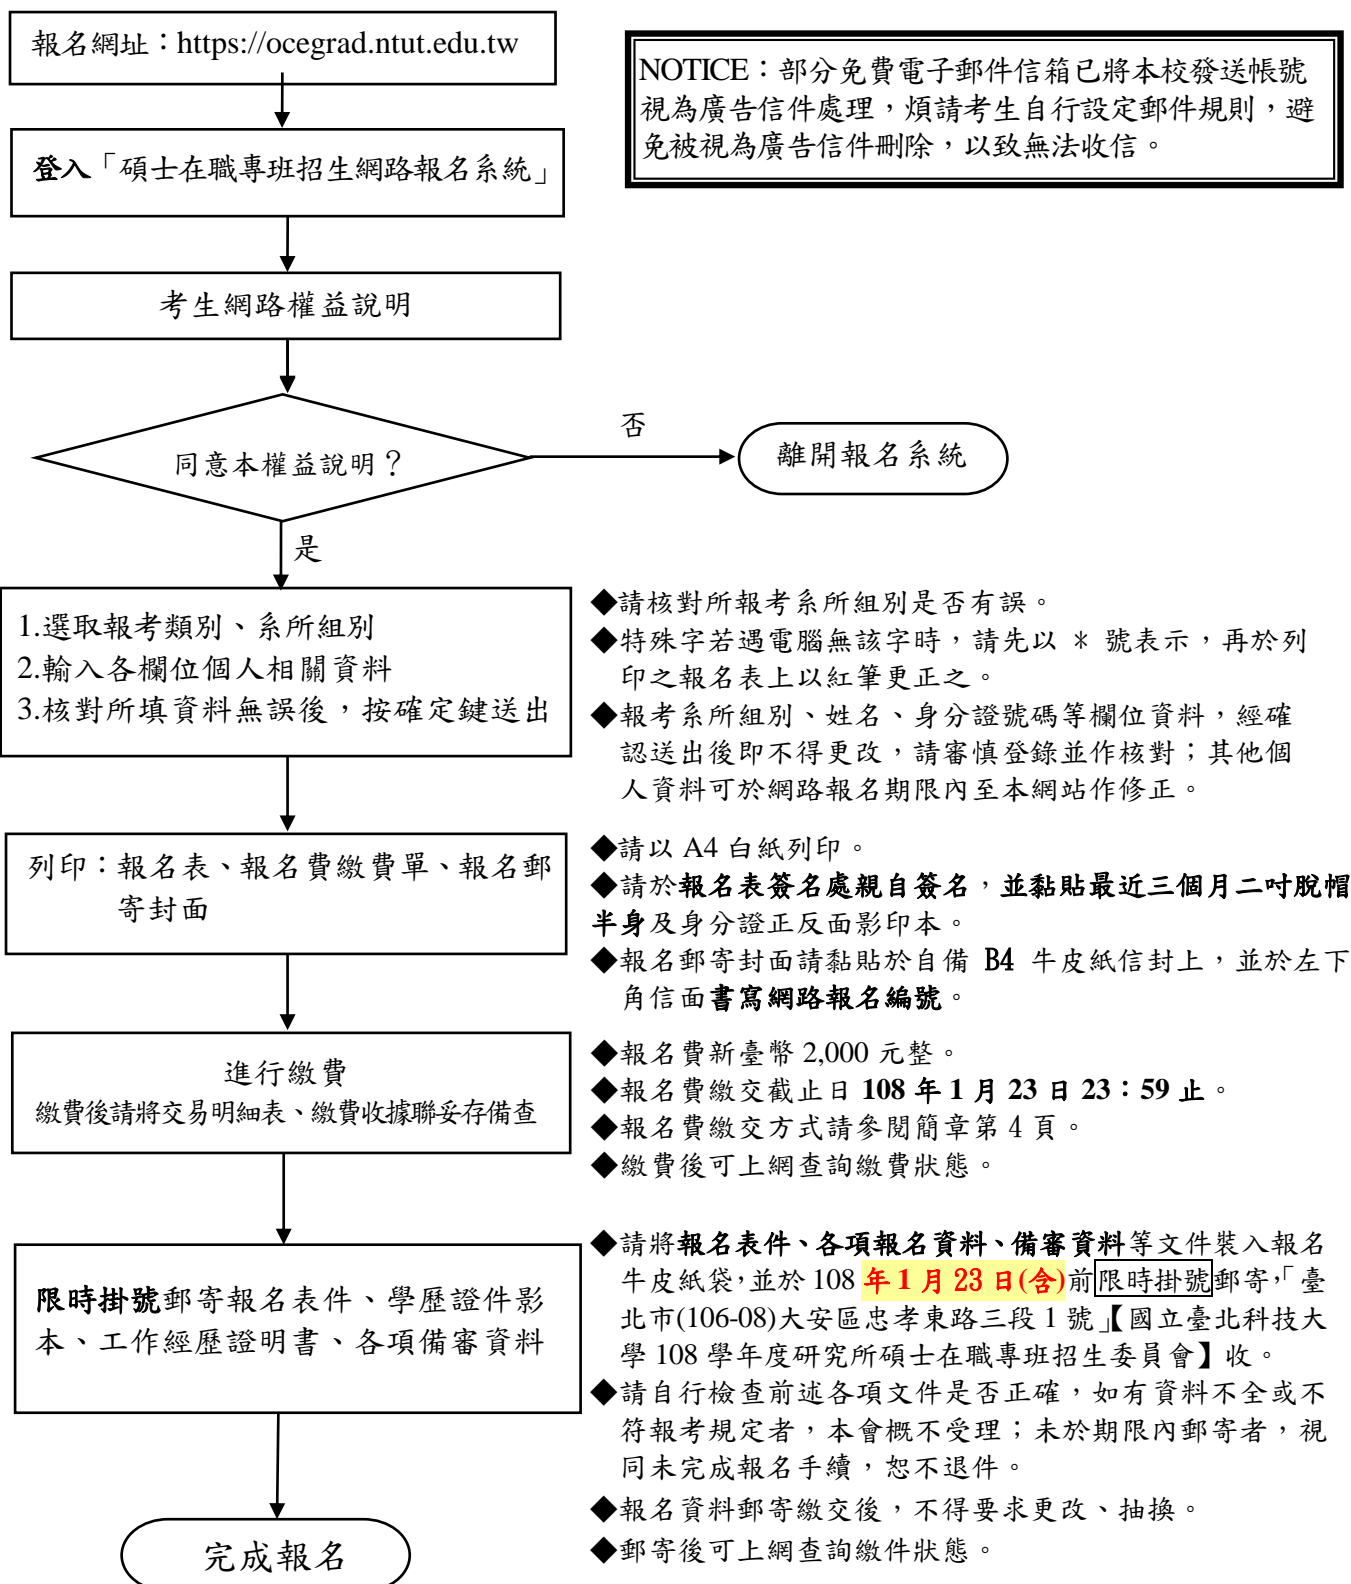 報名網址：https://ocegrad.ntut.edu.tw
NOTICE：部分免費電子郵件信箱已將本校發送帳號
視為廣告信件處理，煩請考生自行設定郵件規則，避
免被視為廣告信件刪除，以致無法收信。
登入「碩士在職專班招生網路報名系統」
考生網路權益說明
同意本權益說明？
否
離開報名系統
是
1.選取報考類別、系所組別
2.輸入各欄位個人相關資料
3.核對所填資料無誤後，按確定鍵送出
◆請核對所報考系所組別是否有誤。
◆特殊字若遇電腦無該字時，請先以 * 號表示，再於列
印之報名表上以紅筆更正之。
◆報考系所組別、姓名、身分證號碼等欄位資料，經確
認送出後即不得更改，請審慎登錄並作核對；其他個
人資料可於網路報名期限內至本網站作修正。
列印：報名表、報名費繳費單、報名郵
寄封面
◆請以 A4 白紙列印。
◆請於報名表簽名處親自簽名，並黏貼最近三個月二吋脫帽
半身及身分證正反面影印本。
◆報名郵寄封面請黏貼於自備 B4 牛皮紙信封上，並於左下
角信面書寫網路報名編號。
進行繳費
繳費後請將交易明細表、繳費收據聯妥存備查
◆報名費新臺幣 2,000 元整。
◆報名費繳交截止日 108 年 1 月 23 日 23：59 止。
◆報名費繳交方式請參閱簡章第 4 頁。
◆繳費後可上網查詢繳費狀態。
限時掛號郵寄報名表件、學歷證件影
本、工作經歷證明書、各項備審資料
◆請將報名表件、各項報名資料、備審資料等文件裝入報名
牛皮紙袋，並於 108 年 1 月 23 日(含)前限時掛號郵寄，「臺
北市(106-08)大安區忠孝東路三段 1 號」【國立臺北科技大
學 108 學年度研究所碩士在職專班招生委員會】收。
◆請自行檢查前述各項文件是否正確，如有資料不全或不
符報考規定者，本會概不受理；未於期限內郵寄者，視
同未完成報名手續，恕不退件。
◆報名資料郵寄繳交後，不得要求更改、抽換。
◆郵寄後可上網查詢繳件狀態。
完成報名